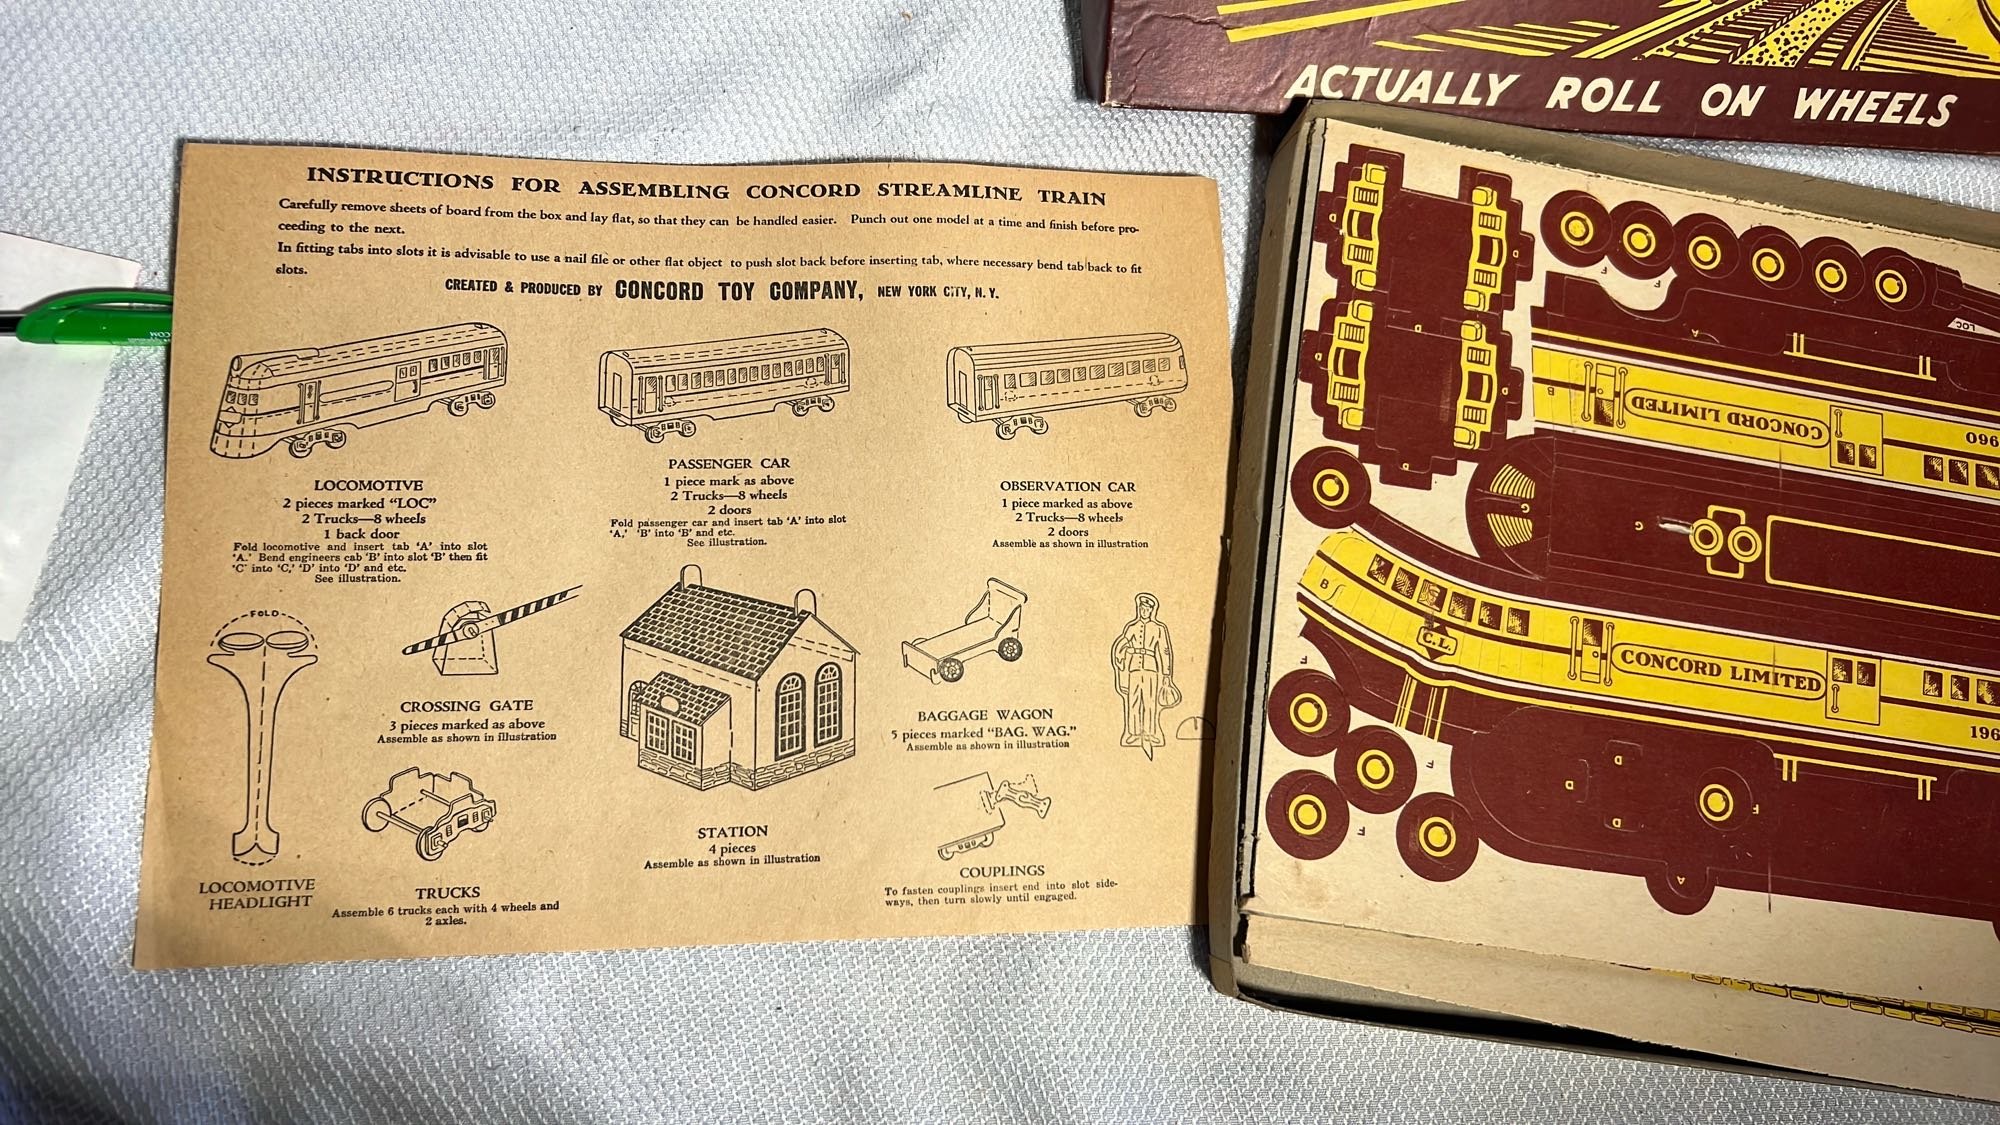 ACTUALLY ROLL ON WHEELS
INSTRUCTIONS FOR ASSEMBLING CONCORD STREAMLINE TRAIN
Carefully remove sheets of board from the box and lay flat, so that they can be handled easier. Punch out one model at a time and finish before pro-
ceeding to the next.
In fitting tabs into slots it is advisable to use a nail file or other flat object to push slot back before inserting tab, where necessary bend tab back to fit
slots.
CREATED & PRODUCED BY CONCORD TOY COMPANY, NEW YORK CITY, N.Y.
LOCOMOTIVE
2 pieces marked "LOC"
2 Trucks—8 wheels
1 back door
Fold locomotive and insert tab 'A' into slot
'A.' Bend engineers cab 'B' into slot 'B' then fit
'C' into 'C,' 'D' into 'D' and etc.
See illustration.
PASSENGER CAR
1 piece mark as above
2 Trucks—8 wheels
2 doors
Fold passenger car and insert tab 'A' into slot
'A,' 'B' into 'B' and etc.
See illustration.
OBSERVATION CAR
1 piece marked as above
2 Trucks—8 wheels
2 doors
Assemble as shown in illustration
FOLD
LOCOMOTIVE
HEADLIGHT
CROSSING GATE
3 pieces marked as above
Assemble as shown in illustration
TRUCKS
Assemble 6 trucks each with 4 wheels and
2 axles.
STATION
4 pieces
Assemble as shown in illustration
BAGGAGE WAGON
5 pieces marked "BAG. WAG."
Assemble as shown in illustration
COUPLINGS
To fasten couplings insert end into slot side-
ways, then turn slowly until engaged.
LOC
A
B
CONCORD LIMITED
960
C
B
C.L.
CONCORD LIMITED
196
D
D
D
F
A